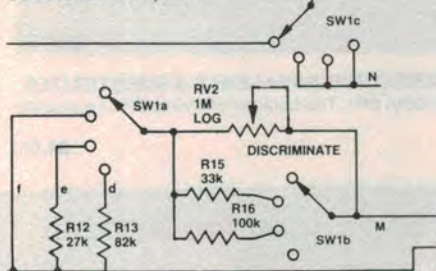 SW1c
N
SW1a
RV2
1M
LOG
DISCRIMINATE
f
e
d
R15
33k
R16
100k
R12
27k
R13
82k
SW1b
M